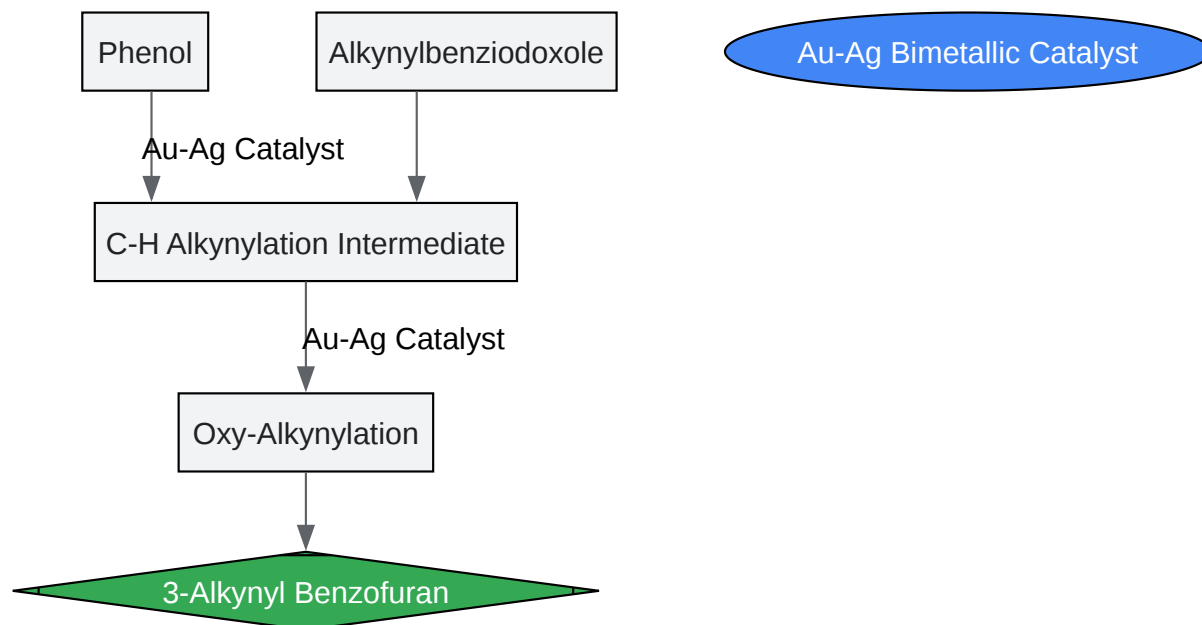 Phenol
Alkynylbenziodoxole
Au-Ag Bimetallic Catalyst
Au-Ag Catalyst
C-H Alkynylation Intermediate
Au-Ag Catalyst
Oxy-Alkynylation
3-Alkynyl Benzofuran